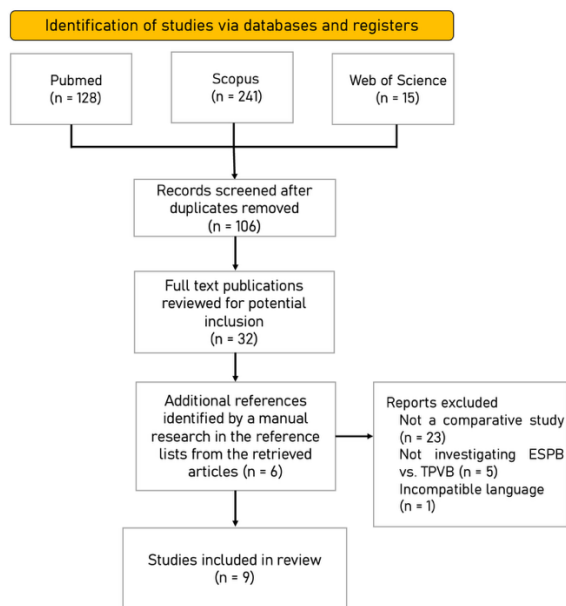 Identification of studies via databases and registers
Pubmed
(n = 128)
Scopus
(n = 241)
Web of Science
(n = 15)
Records screened after
duplicates removed
(n = 106)
Full text publications
reviewed for potential
inclusion
(n = 32)
Additional references
identified by a manual
research in the reference
lists from the retrieved
articles (n = 6)
Reports excluded
Not a comparative study
(n = 23)
Not investigating ESPB
vs. TPVB (n = 5)
Incompatible language
(n = 1)
Studies included in review
(n = 9)